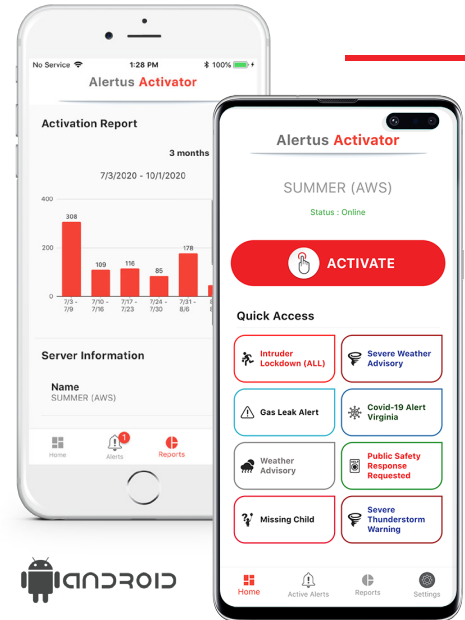 No Service 1:28 PM 100%
Alertus Activator
Activation Report
3 months
7/3/2020 - 10/1/2020
400
308
200
109
116
85
178
0
7/3 - 7/9
7/10 - 7/16
7/17 - 7/23
7/24 - 7/30
7/31 - 8/6
Server Information
Name
SUMMER (AWS)
1
Home
Alerts
Reports
Alertus Activator
SUMMER (AWS)
Status : Online
ACTIVATE
Quick Access
Intruder
Lockdown (ALL)
Severe Weather
Advisory
Gas Leak Alert
Covid-19 Alert
Virginia
Weather
Advisory
Public Safety
Response
Requested
Missing Child
Severe
Thunderstorm
Warning
Home
Active Alerts
Reports
Settings
ANDROID